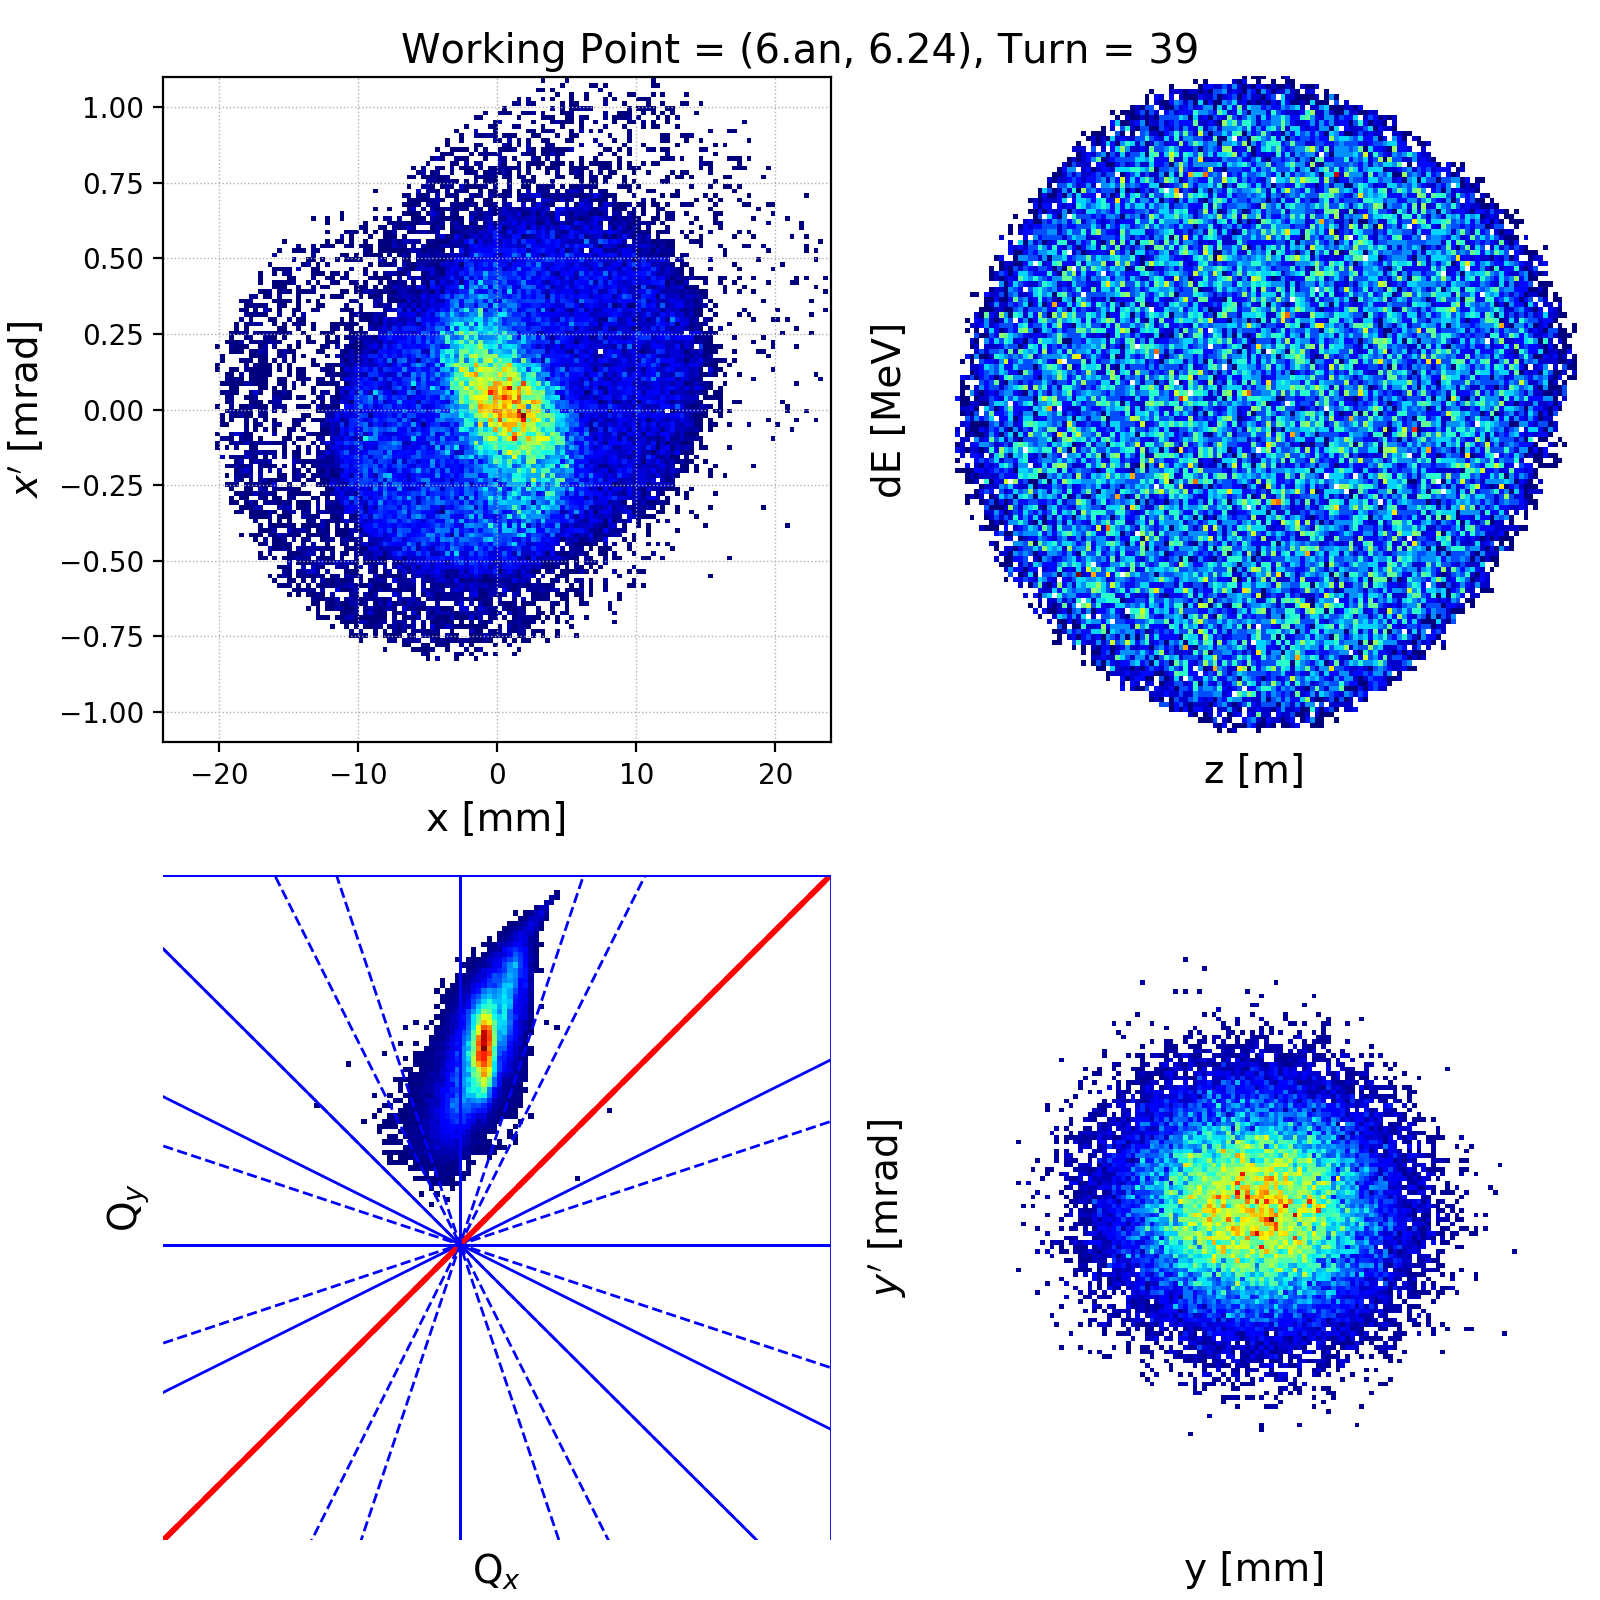 Working Point = (6.an, 6.24), Turn = 39
1.00
0.75
0.50
0.25
0.00
−0.25
−0.50
−0.75
−1.00
x′ [mrad]
−20 −10 0 10 20
x [mm]
dE [MeV]
z [m]
Qy
Qx
y′ [mrad]
y [mm]